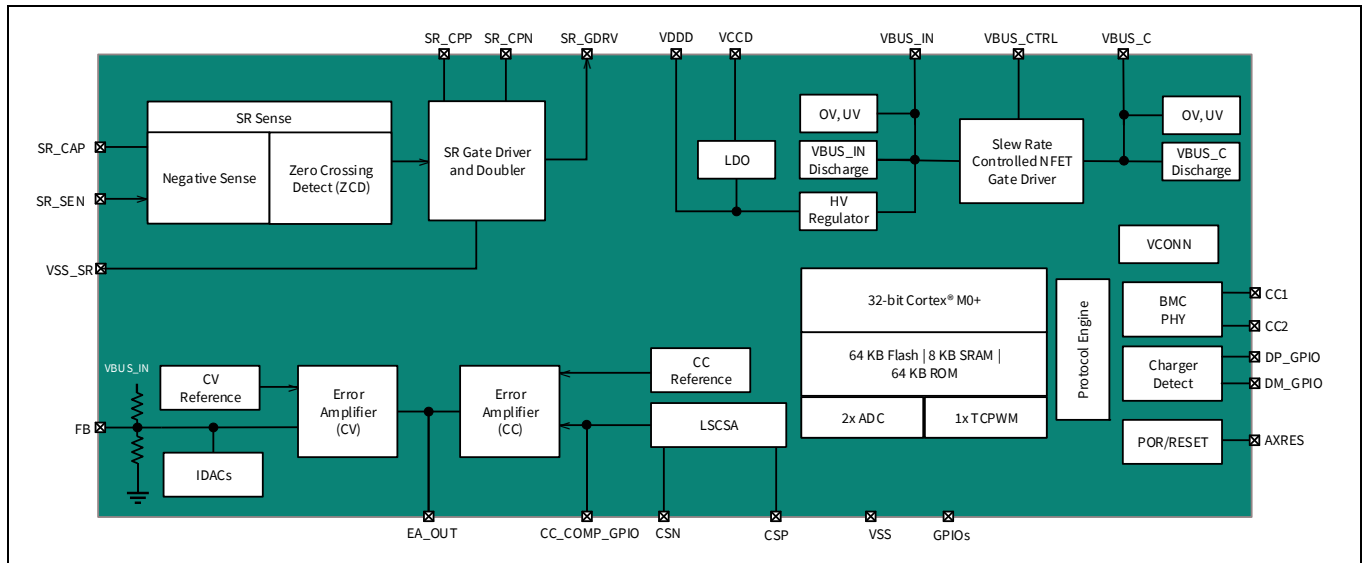 SR_CPP
SR_CPN
SR_GDRV
VDDD
VCCD
VBUS_IN
VBUS_CTRL
VBUS_C
SR Sense
Negative Sense
Zero Crossing
Detect (ZCD)
SR_CAP
SR_SEN
VSS_SR
SR Gate Driver
and Doubler
LDO
HV
Regulator
OV, UV
VBUS_IN
Discharge
Slew Rate
Controlled NFET
Gate Driver
OV, UV
VBUS_C
Discharge
VCONN
32-bit Cortex® M0+
64 KB Flash | 8 KB SRAM |
64 KB ROM
2x ADC
1x TCPWM
Protocol Engine
BMC
PHY
CC1
CC2
Charger
Detect
DP_GPIO
DM_GPIO
POR/RESET
AXRES
VBUS_IN
CV
Reference
FB
IDACs
Error
Amplifier
(CV)
Error
Amplifier
(CC)
CC
Reference
LSCSA
EA_OUT
CC_COMP_GPIO
CSN
CSP
VSS
GPIOs